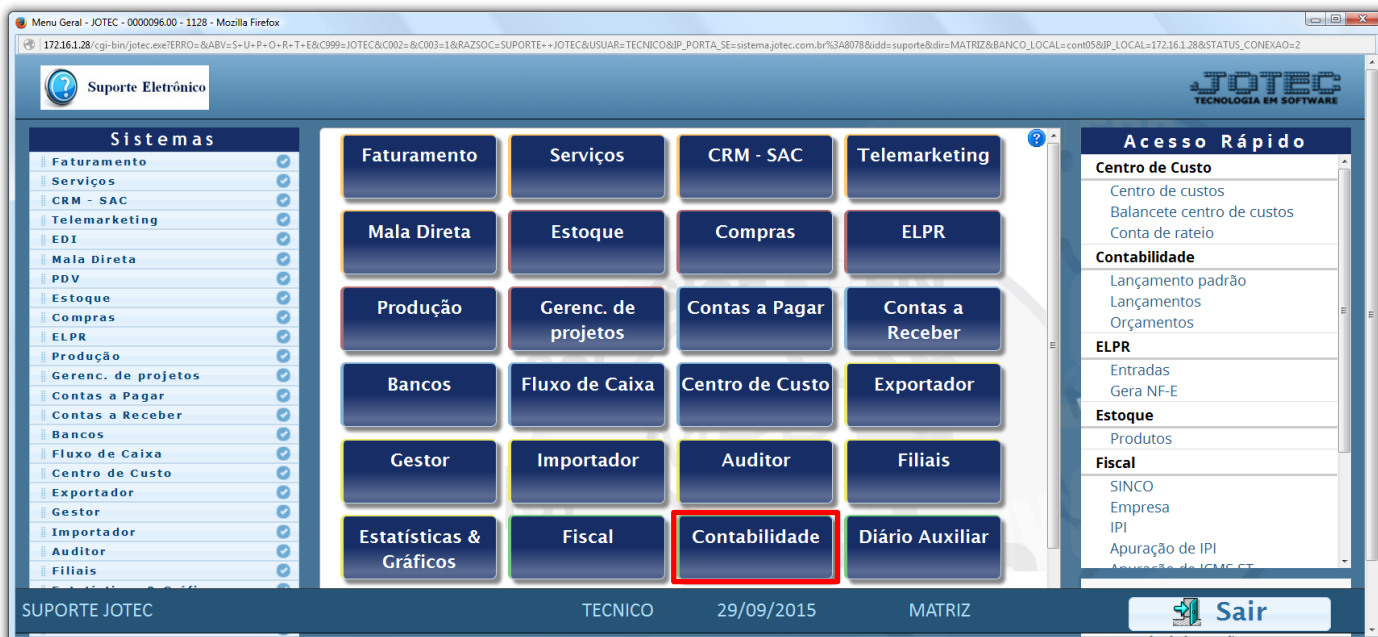 Menu Geral - JOTEC - 0000096.00 - 1128 - Mozilla Firefox
172.16.1.28/cgi-bin/jotec.exe?ERRO=&ABV=S+U+P+O+R+T+E&C999=JOTEC&C002=&C003=1&RAZSOC=SUPORTE++JOTEC&USUAR=TECNICO&IP_PORTA_SE=sistema.jotec.com.br%3A8078&idd=suporte&dir=MATRIZ&BANCO_LOCAL=cont05&IP_LOCAL=172.16.1.28&STATUS_CONEXAO=2
Suporte Eletrônico
JOTEC
TECNOLOGIA EM SOFTWARE
Sistemas
Faturamento
Serviços
CRM - SAC
Telemarketing
EDI
Mala Direta
PDV
Estoque
Compras
ELPR
Produção
Gerenc. de projetos
Contas a Pagar
Contas a Receber
Bancos
Fluxo de Caixa
Centro de Custo
Exportador
Gestor
Importador
Auditor
Filiais
Faturamento
Serviços
CRM - SAC
Telemarketing
Mala Direta
Estoque
Compras
ELPR
Produção
Gerenc. de
projetos
Contas a Pagar
Contas a
Receber
Bancos
Fluxo de Caixa
Centro de Custo
Exportador
Gestor
Importador
Auditor
Filiais
Estatísticas &
Gráficos
Fiscal
Contabilidade
Diário Auxiliar
Acesso Rápido
Centro de Custo
Centro de custos
Balancete centro de custos
Conta de rateio
Contabilidade
Lançamento padrão
Lançamentos
Orçamentos
ELPR
Entradas
Gera NF-E
Estoque
Produtos
Fiscal
SINCO
Empresa
IPI
Apuração de IPI
Apuração de ICMS ST
SUPORTE JOTEC
TECNICO
29/09/2015
MATRIZ
Sair